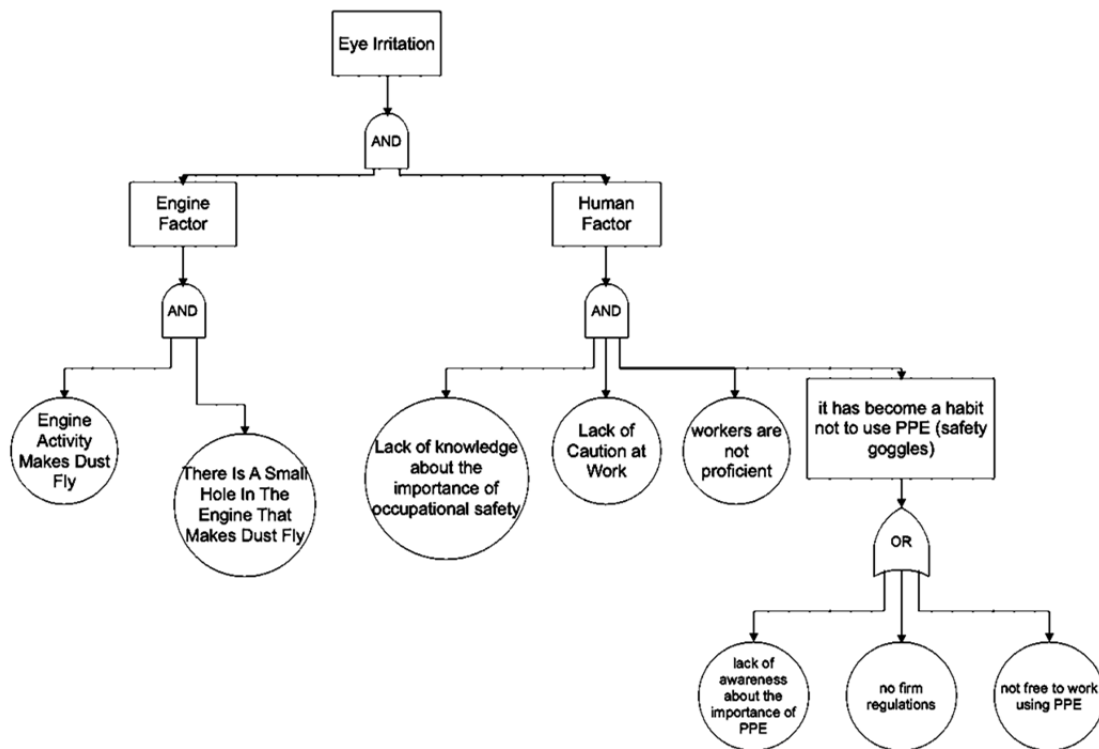 Eye Irritation
AND
Engine
Factor
Human
Factor
AND
AND
Engine
Activity
Makes Dust
Fly
There Is A Small
Hole In The
Engine That
Makes Dust Fly
Lack of knowledge
about the
importance of
occupational safety
Lack of
Caution at
Work
workers are
not
proficient
it has become a habit
not to use PPE (safety
goggles)
OR
lack of
awareness
about the
importance of
PPE
no firm
regulations
not free to work
using PPE